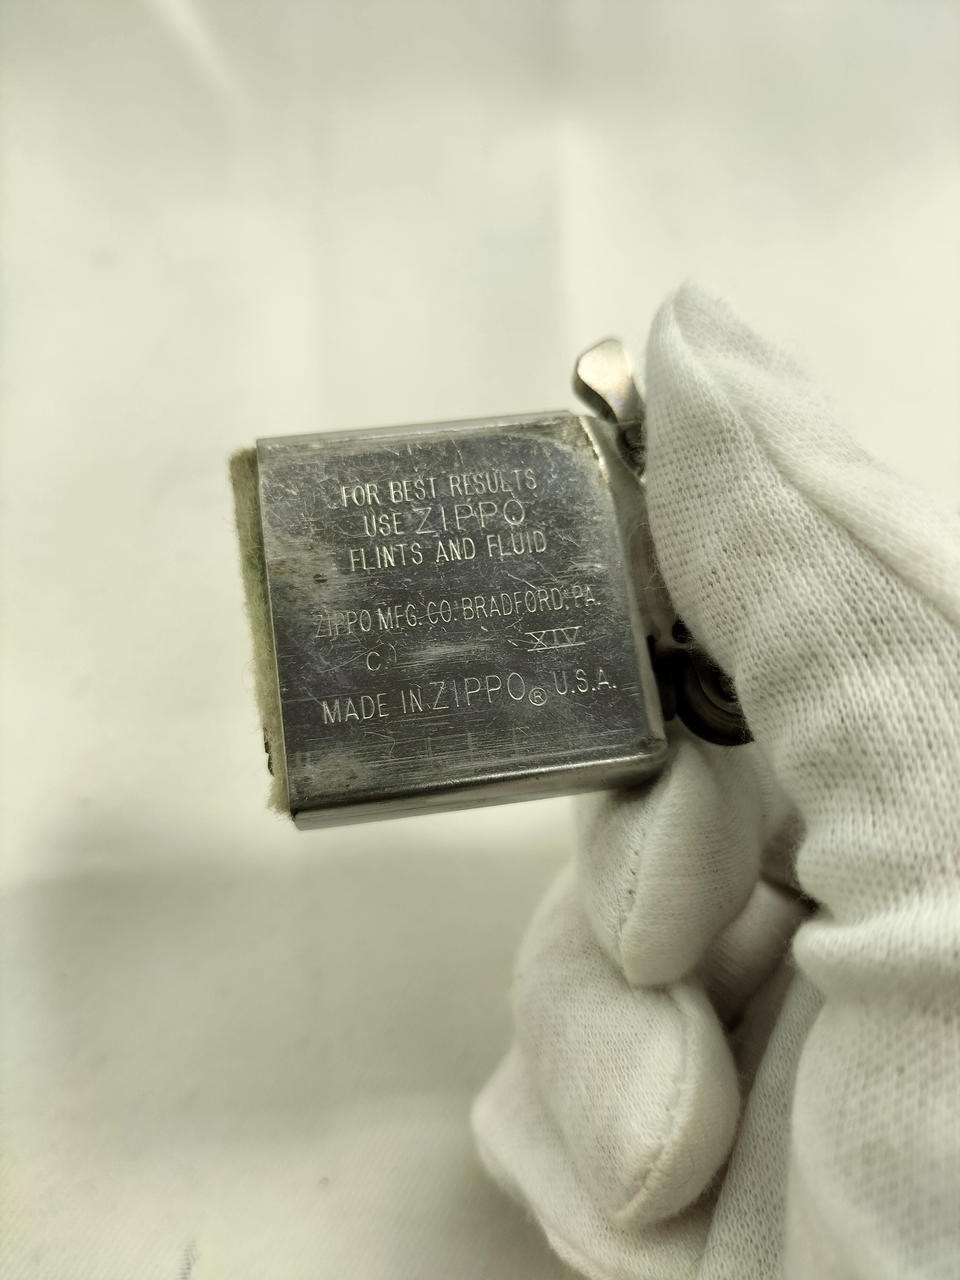 FOR BEST RESULTS
USE ZIPPO
FLINTS AND FLUID
ZIPPO MFG. CO. BRADFORD, PA.
C XIV
MADE IN ZIPPO® U.S.A.